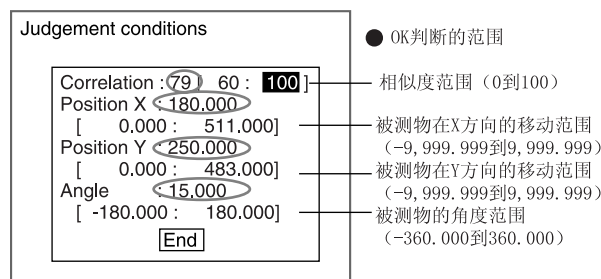 Judgement conditions
Correlation : 79 [ 60 : 100 ]
Position X : 180.000
[ 0.000 : 511.000]
Position Y : 250.000
[ 0.000 : 483.000]
Angle : 15.000
[ -180.000 : 180.000]
End
● OK判断的范围
相似度范围（0到100）
被测物在X方向的移动范围
（-9,999.999到9,999.999）
被测物在Y方向的移动范围
（-9,999.999到9,999.999）
被测物的角度范围
（-360.000到360.000）